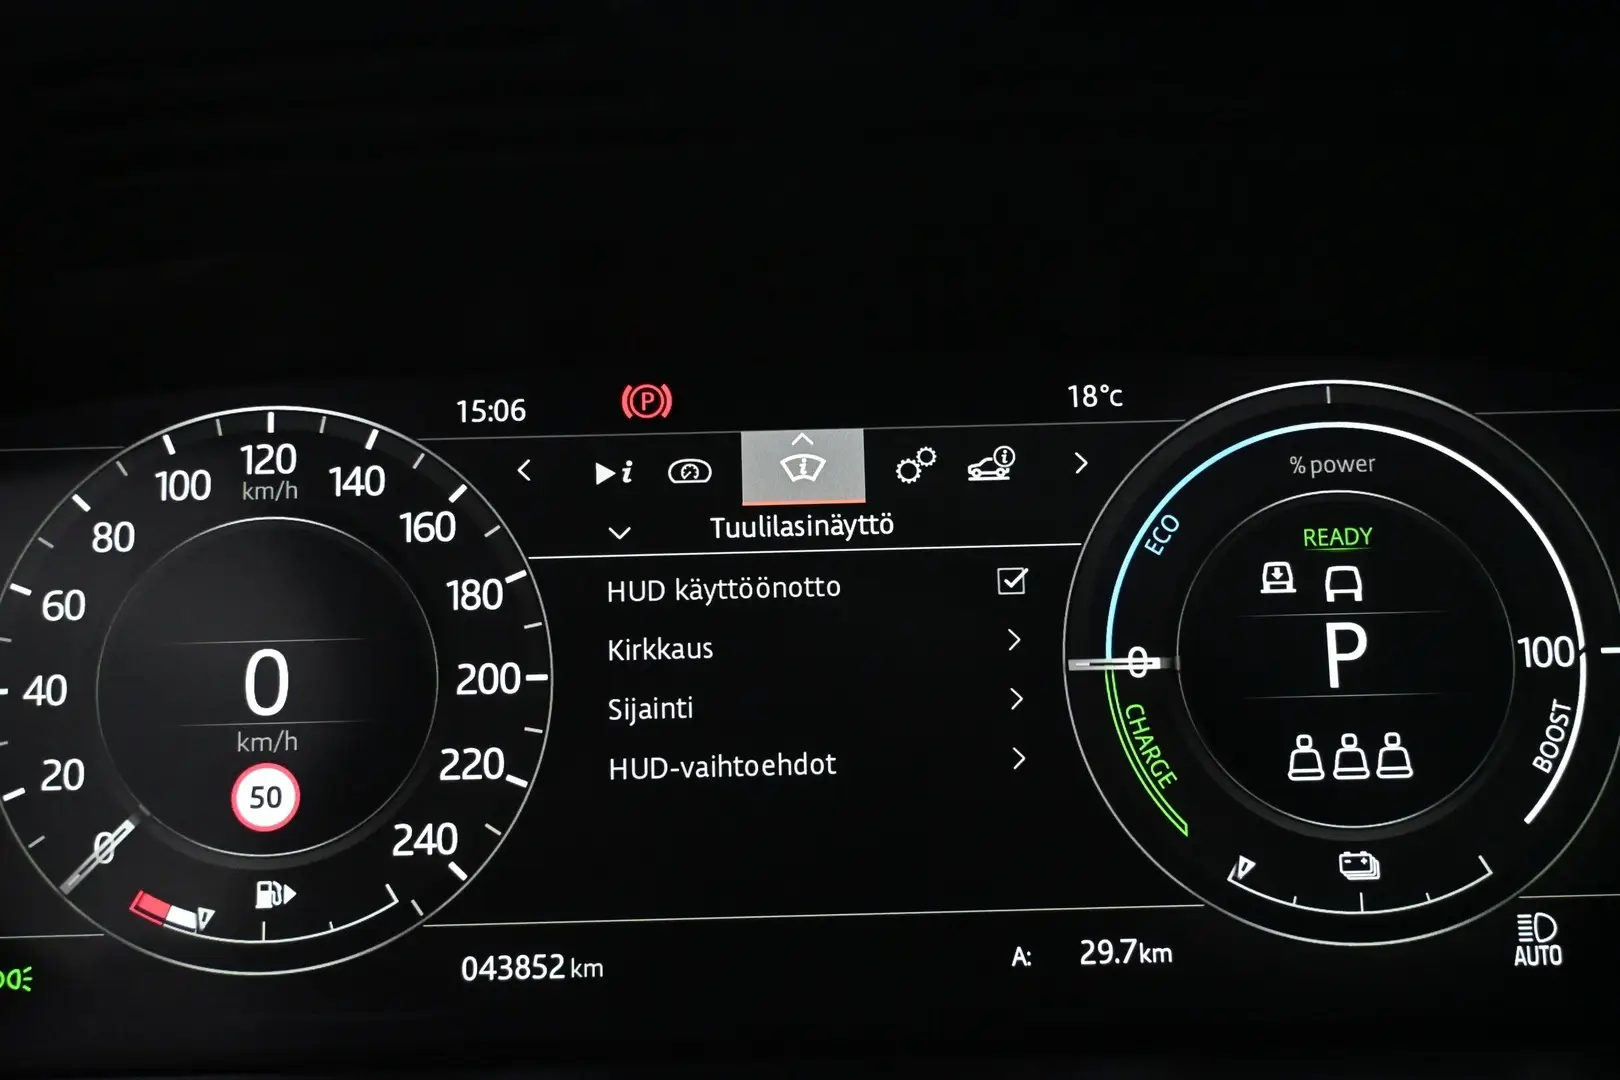 15:06
P
18°c
i
Tuulilasinäyttö
HUD käyttöönotto
Kirkkaus
Sijainti
HUD-vaihtoehdot
0
20
40
60
80
100
120
km/h
140
160
180
200
220
240
0
km/h
50
% power
ECO
READY
P
0
100
CHARGE
BOOST
043852 km
A: 29.7km
AUTO